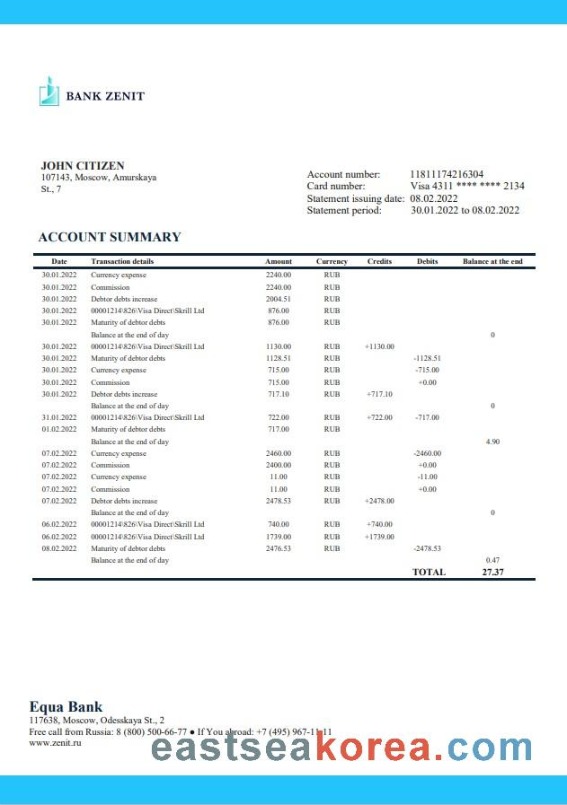 BANK ZENIT
JOHN CITIZEN
107143, Moscow, Amurskaya
St., 7
Account number: 11811174216304
Card number: Visa 4311 **** **** 2134
Statement issuing date: 08.02.2022
Statement period: 30.01.2022 to 08.02.2022
ACCOUNT SUMMARY
Date Transaction details Amount Currency Credits Debits Balance at the end
30.01.2022 Currency expense 2240.00 RUB
30.01.2022 Commission 2240.00 RUB
30.01.2022 Debtor debts increase 2004.51 RUB
30.01.2022 00001214\826\Visa Direct\Skrill Ltd 876.00 RUB
30.01.2022 Maturity of debtor debts 876.00 RUB
Balance at the end of day 0
30.01.2022 00001214\826\Visa Direct\Skrill Ltd 1130.00 RUB +1130.00
30.01.2022 Maturity of debtor debts 1128.51 RUB -1128.51
30.01.2022 Currency expense 715.00 RUB -715.00
30.01.2022 Commission 715.00 RUB +0.00
30.01.2022 Debtor debts increase 717.10 RUB +717.10
Balance at the end of day 0
31.01.2022 00001214\826\Visa Direct\Skrill Ltd 722.00 RUB +722.00 -717.00
01.02.2022 Maturity of debtor debts 717.00 RUB
Balance at the end of day 4.90
07.02.2022 Currency expense 2460.00 RUB -2460.00
07.02.2022 Commission 2400.00 RUB +0.00
07.02.2022 Currency expense 11.00 RUB -11.00
07.02.2022 Commission 11.00 RUB +0.00
07.02.2022 Debtor debts increase 2478.53 RUB +2478.00
Balance at the end of day 0
06.02.2022 00001214\826\Visa Direct\Skrill Ltd 740.00 RUB +740.00
06.02.2022 00001214\826\Visa Direct\Skrill Ltd 1739.00 RUB +1739.00
08.02.2022 Maturity of debtor debts 2476.53 RUB -2478.53
Balance at the end of day 0.47
TOTAL 27.37
Equa Bank
117638, Moscow, Odesskaya St., 2
Free call from Russia: 8 (800) 500-66-77 ● If You abroad: +7 (495) 967-11-11
www.zenit.ru
eastseakorea.com